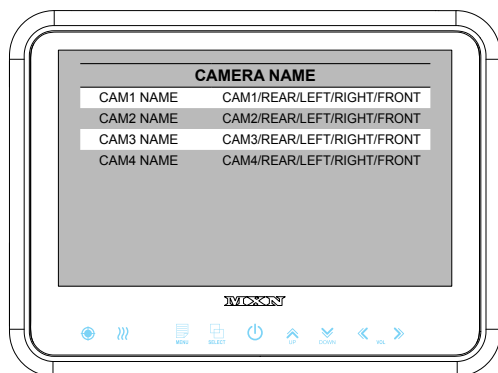 CAMERA NAME
CAM1 NAME CAM1/REAR/LEFT/RIGHT/FRONT
CAM2 NAME CAM2/REAR/LEFT/RIGHT/FRONT
CAM3 NAME CAM3/REAR/LEFT/RIGHT/FRONT
CAM4 NAME CAM4/REAR/LEFT/RIGHT/FRONT
MXN
MENU SELECT UP DOWN VOL